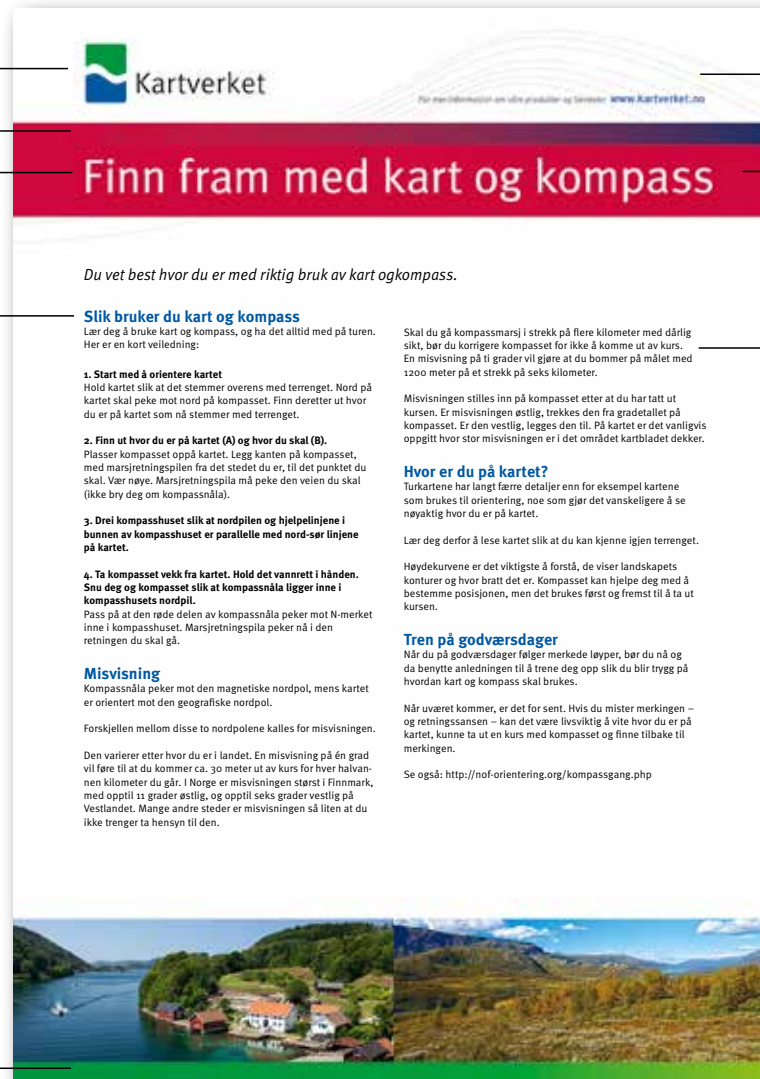 Kartverket
For mer informasjon om våre produkter og tjenester: www.kartverket.no
Finn fram med kart og kompass
Du vet best hvor du er med riktig bruk av kart ogkompass.
Slik bruker du kart og kompass
Lær deg å bruke kart og kompass, og ha det alltid med på turen.
Her er en kort veiledning:
1. Start med å orientere kartet
Hold kartet slik at det stemmer overens med terrenget. Nord på
kartet skal peke mot nord på kompasset. Finn deretter ut hvor
du er på kartet som nå stemmer med terrenget.
2. Finn ut hvor du er på kartet (A) og hvor du skal (B).
Plasser kompasset oppå kartet. Legg kanten på kompasset,
med marsjretningspilen fra det stedet du er, til det punktet du
skal. Vær nøye. Marsjretningspila må peke den veien du skal
(ikke bry deg om kompassnåla).
3. Drei kompasshuset slik at nordpilen og hjelpelinjene i
bunnen av kompasshuset er parallelle med nord-sør linjene
på kartet.
4. Ta kompasset vekk fra kartet. Hold det vannrett i hånden.
Snu deg og kompasset slik at kompassnåla ligger inne i
kompasshusets nordpil.
Pass på at den røde delen av kompassnåla peker mot N-merket
inne i kompasshuset. Marsjretningspila peker nå i den
retningen du skal gå.
Misvisning
Kompassnåla peker mot den magnetiske nordpol, mens kartet
er orientert mot den geografiske nordpol.
Forskjellen mellom disse to nordpolene kalles for misvisningen.
Den varierer etter hvor du er i landet. En misvisning på én grad
vil føre til at du kommer ca. 30 meter ut av kurs for hver halvan-
nen kilometer du går. I Norge er misvisningen størst i Finnmark,
med opptil 11 grader østlig, og opptil seks grader vestlig på
Vestlandet. Mange andre steder er misvisningen så liten at du
ikke trenger ta hensyn til den.
Skal du gå kompassmarsj i strekk på flere kilometer med dårlig
sikt, bør du korrigere kompasset for ikke å komme ut av kurs.
En misvisning på ti grader vil gjøre at du bommer på målet med
1200 meter på et strekk på seks kilometer.
Misvisningen stilles inn på kompasset etter at du har tatt ut
kursen. Er misvisningen østlig, trekkes den fra gradetallet på
kompasset. Er den vestlig, legges den til. På kartet er det vanligvis
oppgitt hvor stor misvisningen er i det området kartbladet dekker.
Hvor er du på kartet?
Turkartene har langt færre detaljer enn for eksempel kartene
som brukes til orientering, noe som gjør det vanskeligere å se
nøyaktig hvor du er på kartet.
Lær deg derfor å lese kartet slik at du kan kjenne igjen terrenget.
Høydekurvene er det viktigste å forstå, de viser landskapets
konturer og hvor bratt det er. Kompasset kan hjelpe deg med å
bestemme posisjonen, men det brukes først og fremst til å ta ut
kursen.
Tren på godværsdager
Når du på godværsdager følger merkede løyper, bør du nå og
da benytte anledningen til å trene deg opp slik du blir trygg på
hvordan kart og kompass skal brukes.
Når uværet kommer, er det for sent. Hvis du mister merkingen –
og retningssansen – kan det være livsviktig å vite hvor du er på
kartet, kunne ta ut en kurs med kompasset og finne tilbake til
merkingen.
Se også: http://nof-orientering.org/kompassgang.php